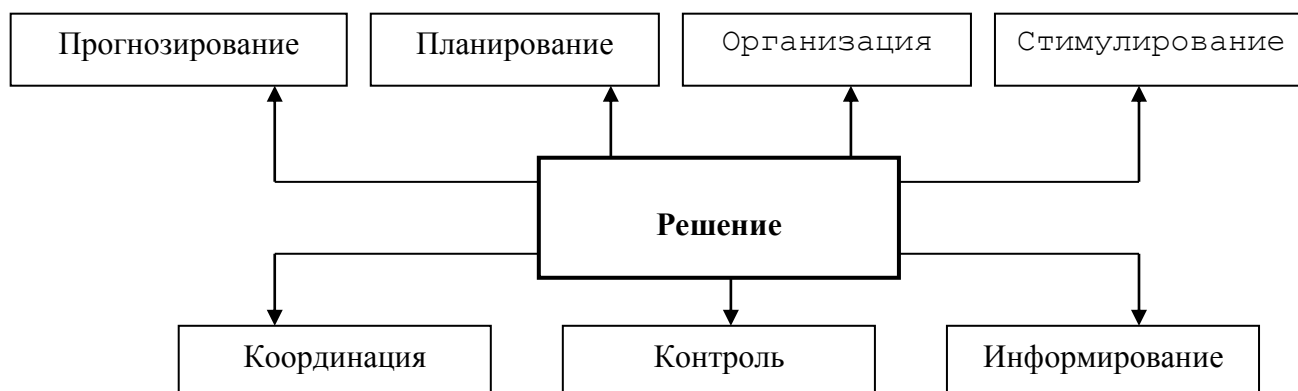 Прогнозирование
Планирование
Организация
Стимулирование
Решение
Координация
Контроль
Информирование